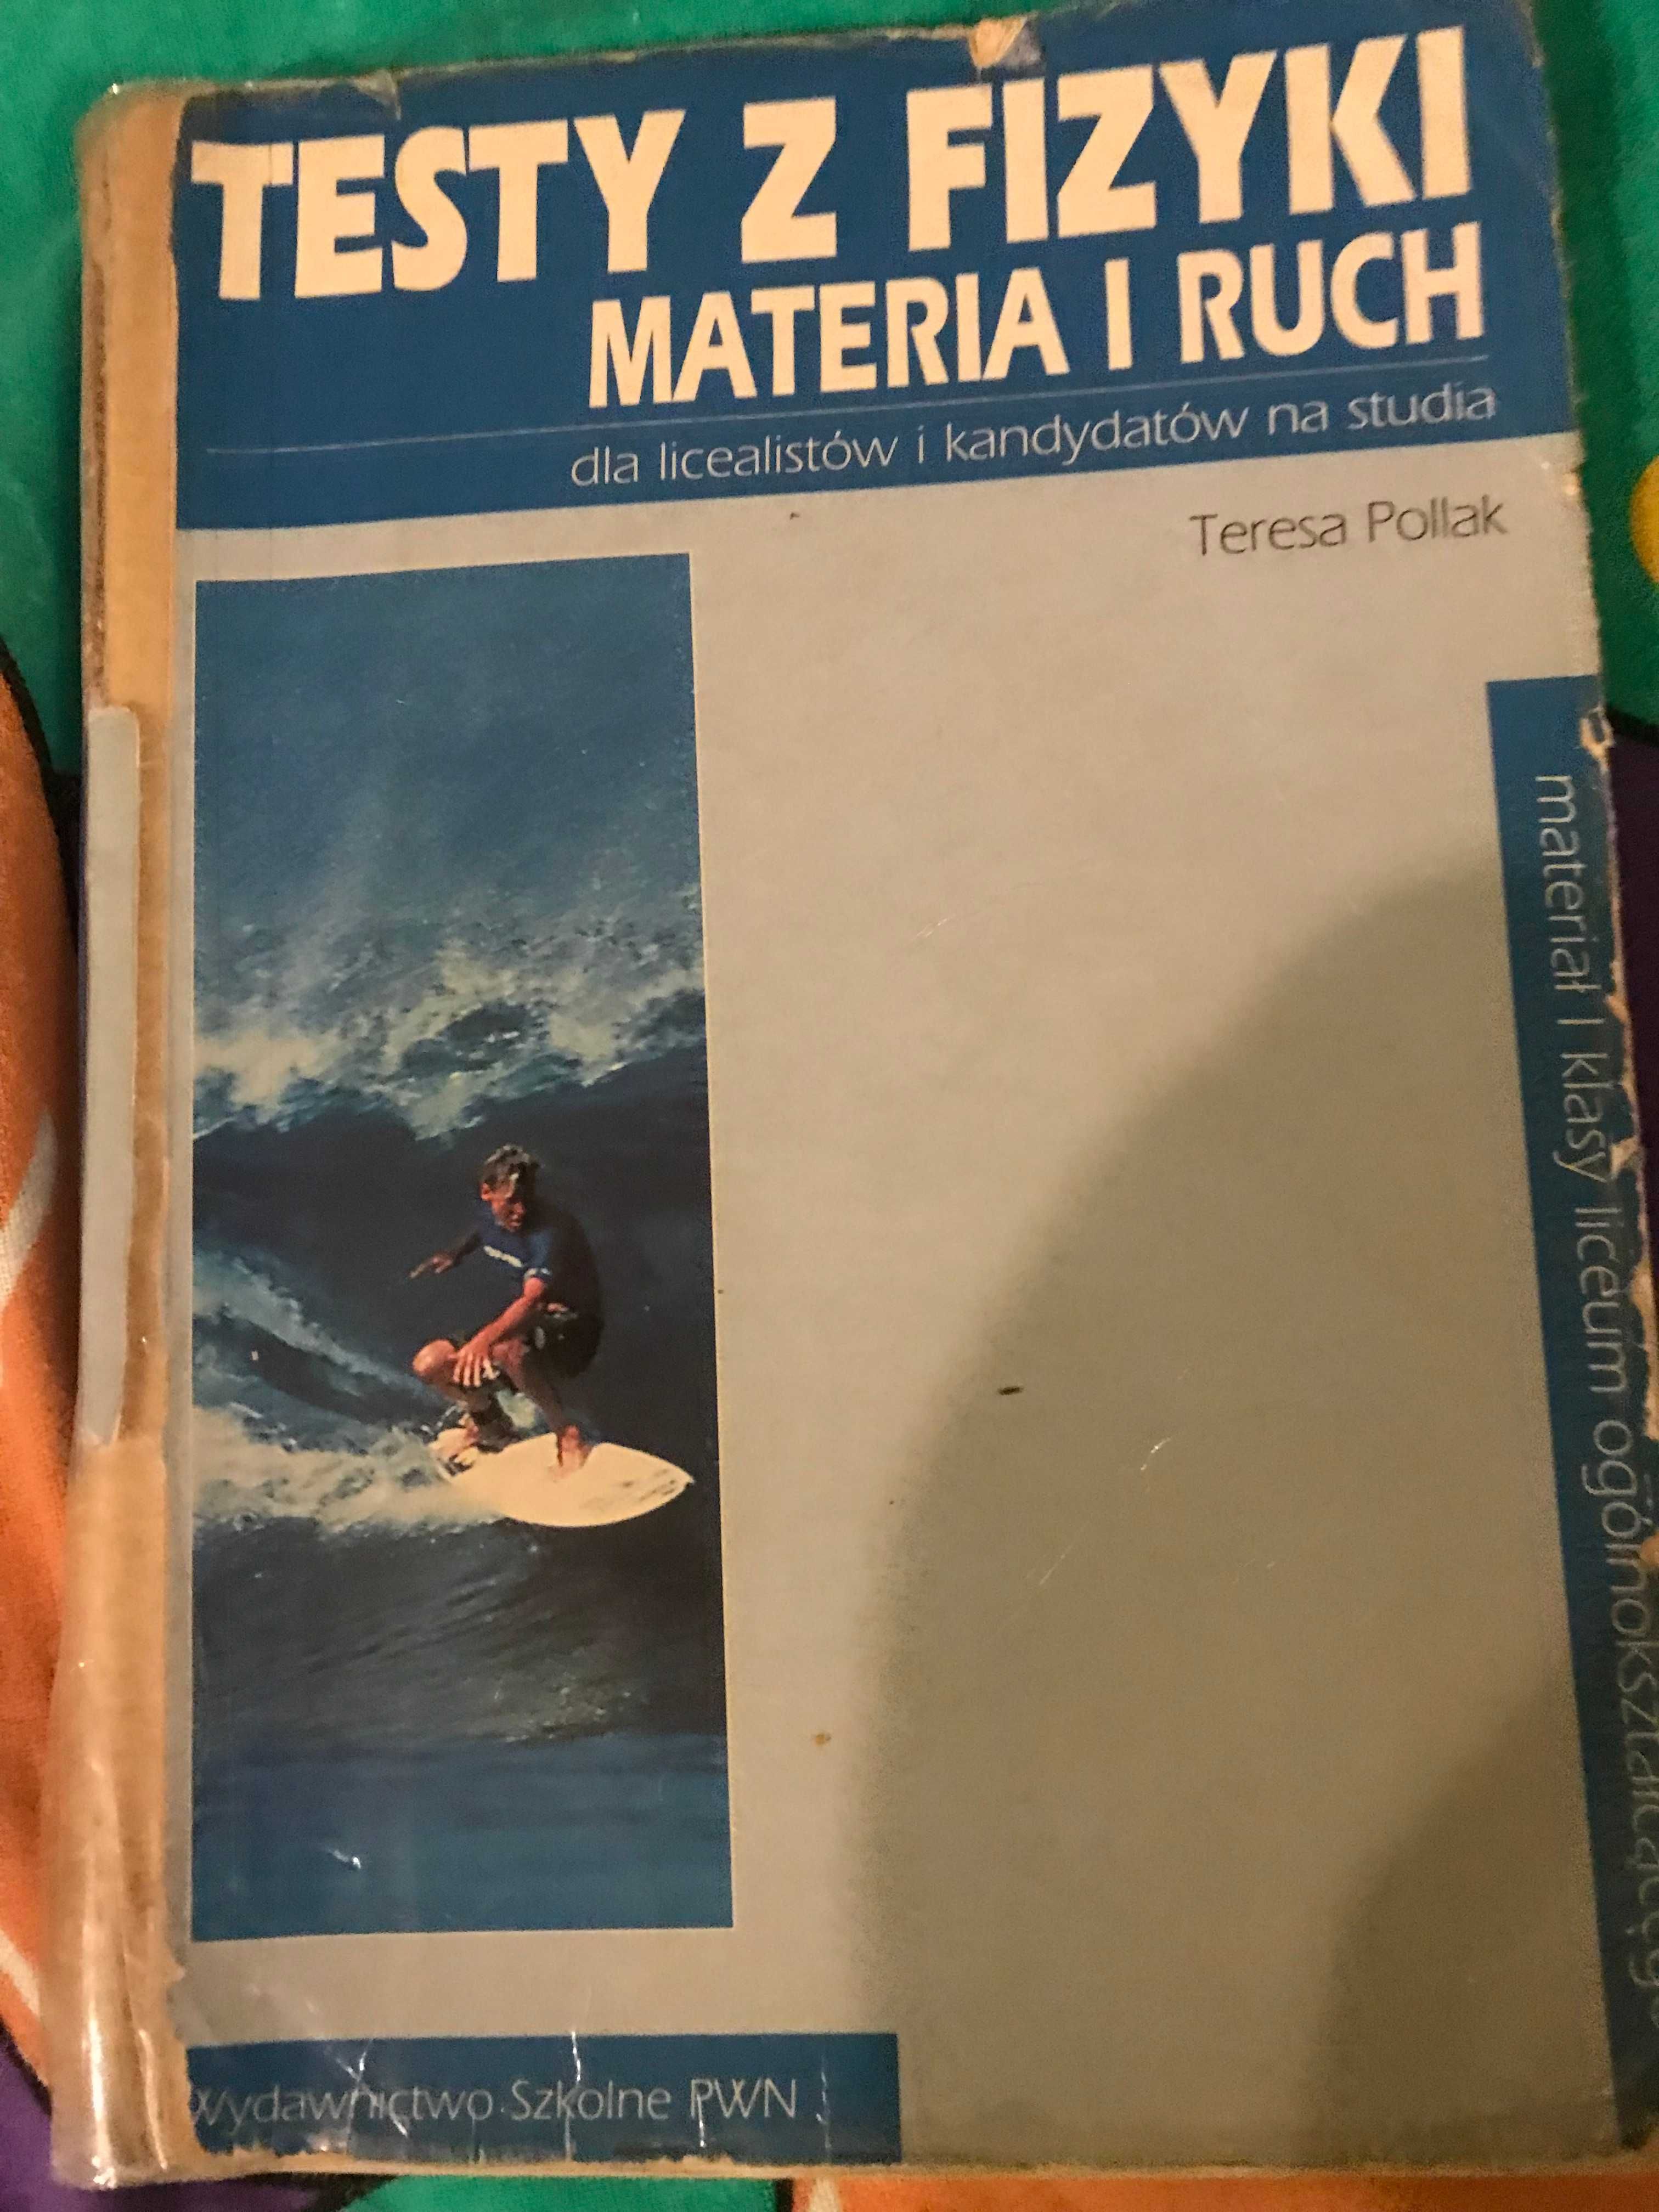 TESTY Z FIZYKI
MATERIA I RUCH
dla licealistów i kandydatów na studia
Teresa Pollak
materiał I klasy liceum ogólnokształcącego
Wydawnictwo Szkolne PWN